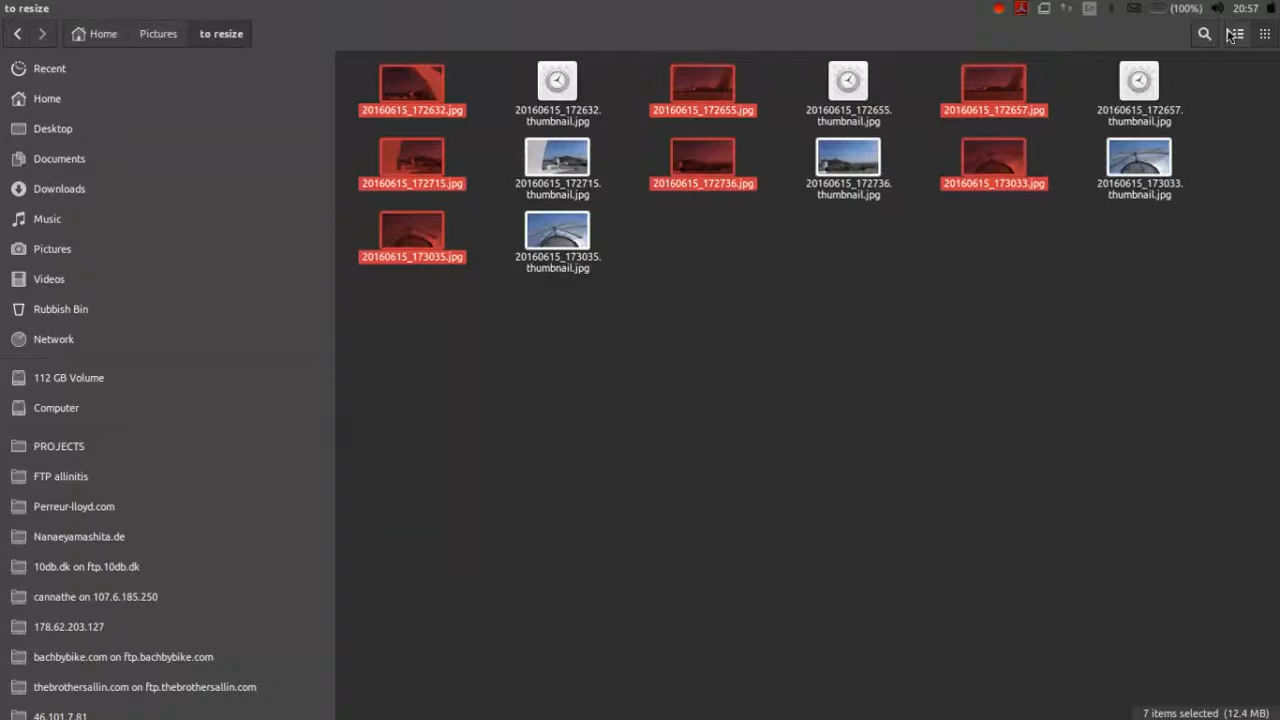 to resize
En
(100%)
20:57
Home
Pictures
to resize
Recent
Home
Desktop
Documents
Downloads
Music
Pictures
Videos
Rubbish Bin
Network
112 GB Volume
Computer
PROJECTS
FTP allinitis
Perreur-lloyd.com
Nanaeyamashita.de
10db.dk on ftp.10db.dk
cannathe on 107.6.185.250
178.62.203.127
bachbybike.com on ftp.bachbybike.com
thebrothersallin.com on ftp.thebrothersallin.com
46.101.7.81
20160615_172632.jpg
20160615_172632.
thumbnail.jpg
20160615_172655.jpg
20160615_172655.
thumbnail.jpg
20160615_172657.jpg
20160615_172657.
thumbnail.jpg
20160615_172715.jpg
20160615_172715.
thumbnail.jpg
20160615_172736.jpg
20160615_172736.
thumbnail.jpg
20160615_173033.jpg
20160615_173033.
thumbnail.jpg
20160615_173035.jpg
20160615_173035.
thumbnail.jpg
7 items selected (12.4 MB)